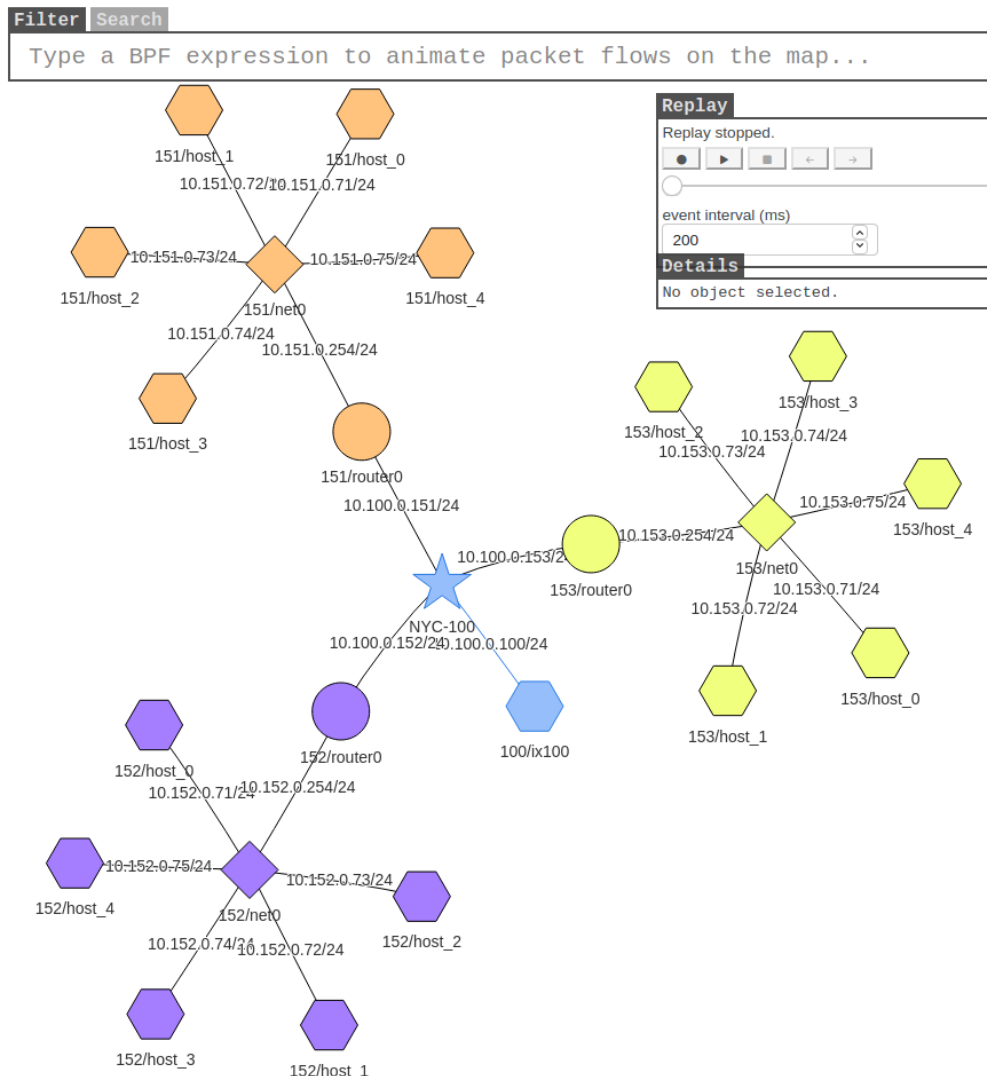 Filter Search
Type a BPF expression to animate packet flows on the map...
Replay
Replay stopped.
event interval (ms)
200
Details
No object selected.
151/host_1
151/host_0
10.151.0.72/24
10.151.0.71/24
10.151.0.73/24
10.151.0.75/24
151/host_2
151/host_4
151/net0
10.151.0.74/24
10.151.0.254/24
151/host_3
151/router0
10.100.0.151/24
153/host_3
153/host_2
10.153.0.74/24
10.153.0.73/24
10.153.0.75/24
153/host_4
10.100.0.153/24
10.153.0.254/24
153/net0
153/router0
10.153.0.71/24
10.153.0.72/24
153/host_0
153/host_1
NYC-100
10.100.0.152/24
10.100.0.100/24
100/ix100
152/router0
152/host_0
10.152.0.71/24
10.152.0.254/24
10.152.0.75/24
10.152.0.73/24
152/host_4
152/net0
152/host_2
10.152.0.74/24
10.152.0.72/24
152/host_3
152/host_1